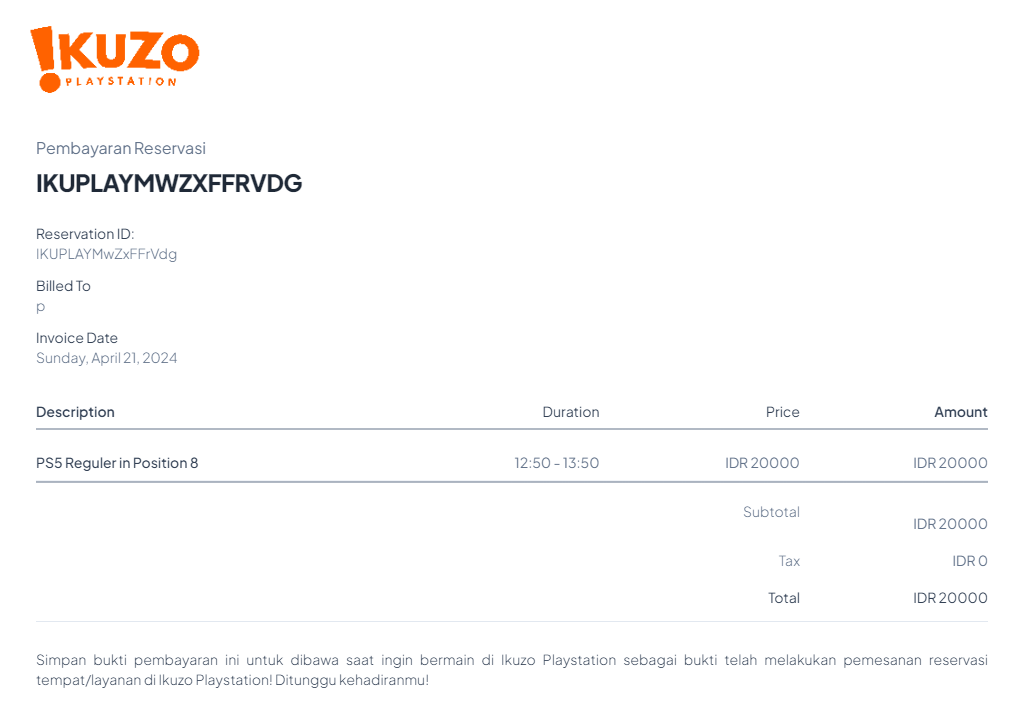 IKUZO
PLAYSTATION
Pembayaran Reservasi
IKUPLAYMWZXFFRVDG
Reservation ID:
IKUPLAYMwZxFFrVdg
Billed To
p
Invoice Date
Sunday, April 21, 2024
Description Duration Price Amount
PS5 Reguler in Position 8 12:50 - 13:50 IDR 20000 IDR 20000
Subtotal IDR 20000
Tax IDR 0
Total IDR 20000
Simpan bukti pembayaran ini untuk dibawa saat ingin bermain di Ikuzo Playstation sebagai bukti telah melakukan pemesanan reservasi
tempat/layanan di Ikuzo Playstation! Ditunggu kehadiranmu!